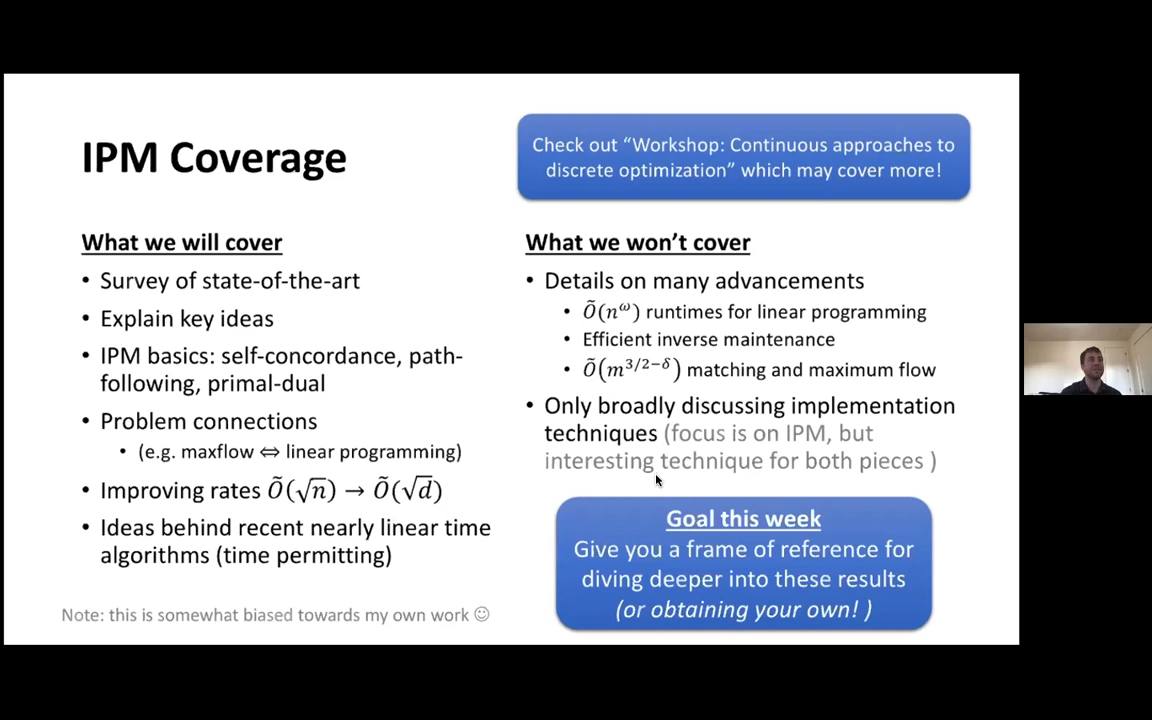 IPM Coverage
Check out “Workshop: Continuous approaches to
discrete optimization” which may cover more!
What we will cover
• Survey of state-of-the-art
• Explain key ideas
• IPM basics: self-concordance, path-
following, primal-dual
• Problem connections
• (e.g. maxflow ⇔ linear programming)
• Improving rates Õ(√n) → Õ(√d)
• Ideas behind recent nearly linear time
algorithms (time permitting)
Note: this is somewhat biased towards my own work ☺
What we won’t cover
• Details on many advancements
• Õ(n^ω) runtimes for linear programming
• Efficient inverse maintenance
• Õ(m^{3/2−δ}) matching and maximum flow
• Only broadly discussing implementation
techniques (focus is on IPM, but
interesting technique for both pieces )
Goal this week
Give you a frame of reference for
diving deeper into these results
(or obtaining your own! )